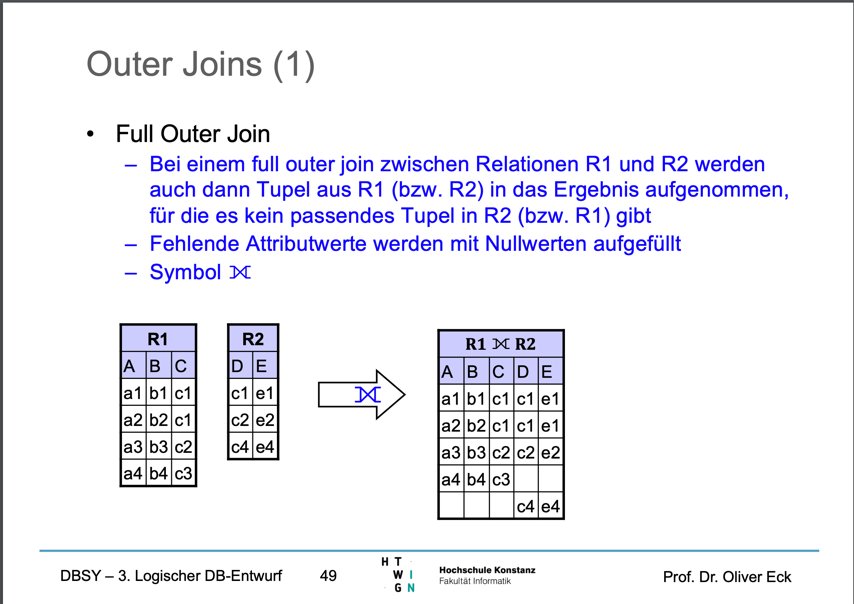 Outer Joins (1)
• Full Outer Join
– Bei einem full outer join zwischen Relationen R1 und R2 werden
auch dann Tupel aus R1 (bzw. R2) in das Ergebnis aufgenommen,
für die es kein passendes Tupel in R2 (bzw. R1) gibt
– Fehlende Attributwerte werden mit Nullwerten aufgefüllt
– Symbol ⟗
R1
A B C
a1 b1 c1
a2 b2 c1
a3 b3 c2
a4 b4 c3
R2
D E
c1 e1
c2 e2
c4 e4
⟗
R1 ⟗ R2
A B C D E
a1 b1 c1 c1 e1
a2 b2 c1 c1 e1
a3 b3 c2 c2 e2
a4 b4 c3
c4 e4
DBSY – 3. Logischer DB-Entwurf
49
H T
W I
G N
Hochschule Konstanz
Fakultät Informatik
Prof. Dr. Oliver Eck